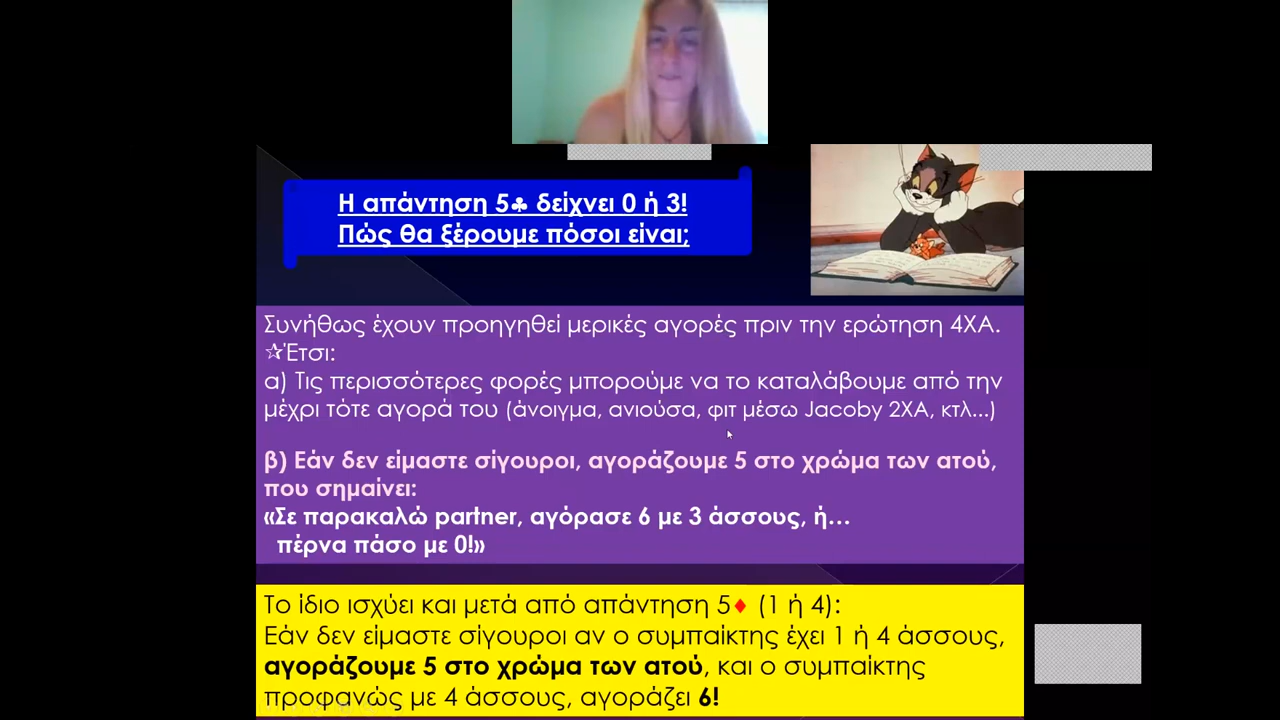 Η απάντηση 5♣ δείχνει 0 ή 3!
Πώς θα ξέρουμε πόσοι είναι;
Συνήθως έχουν προηγηθεί μερικές αγορές πριν την ερώτηση 4ΧΑ.
✰Έτσι:
α) Τις περισσότερες φορές μπορούμε να το καταλάβουμε από την
μέχρι τότε αγορά του (άνοιγμα, ανιούσα, φιτ μέσω Jacoby 2ΧΑ, κτλ...)
β) Εάν δεν είμαστε σίγουροι, αγοράζουμε 5 στο χρώμα των ατού,
που σημαίνει:
«Σε παρακαλώ partner, αγόρασε 6 με 3 άσσους, ή…
πέρνα πάσο με 0!»
Το ίδιο ισχύει και μετά από απάντηση 5♦ (1 ή 4):
Εάν δεν είμαστε σίγουροι αν ο συμπαίκτης έχει 1 ή 4 άσσους,
αγοράζουμε 5 στο χρώμα των ατού, και ο συμπαίκτης
προφανώς με 4 άσσους, αγοράζει 6!